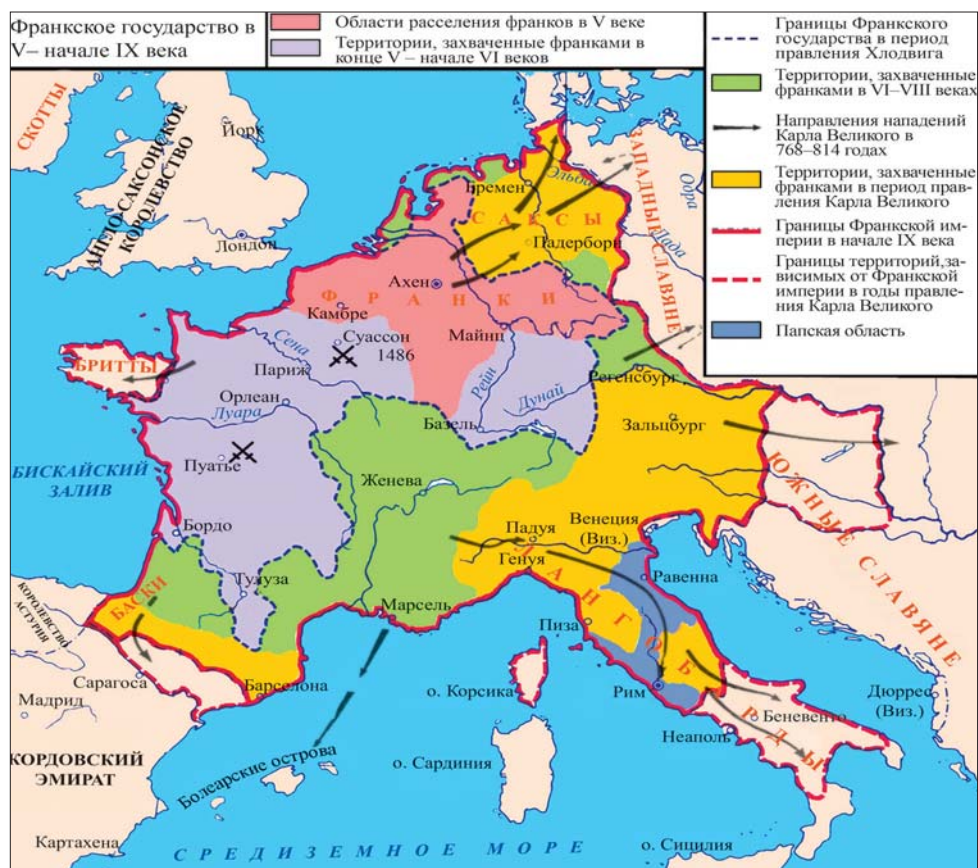 Франкское государство в
V– начале IX века
Области расселения франков в V веке
Территории, захваченные франками в
конце V – начале VI веков
Границы Франкского
государства в период
правления Хлодвига
Территории, захваченные
франками в VI–VIII веках
Направления нападений
Карла Великого в
768–814 годах
Территории, захваченные
франками в период прав-
ления Карла Великого
Границы Франкской им-
перии в начале IX века
Границы территорий,за-
висимых от Франкской
империи в годы правле-
ния Карла Великого
Папская область
СКОТТЫ
Йорк
АНГЛО-САКСОНСКОЕ
КОРОЛЕВСТВО
Лондон
ЗАПАДНЫЕ СЛАВЯНЕ
Одра
Лаба
Эльба
Бремен
САКСЫ
Падерборн
Ахен
ФРАНКИ
Камбре
Суассон
1486
Майнц
Сена
Париж
Рейн
БРИТТЫ
Орлеан
Луара
Базель
Дунай
Регенсбург
Зальцбург
Пуатье
БИСКАЙСКИЙ
ЗАЛИВ
Женева
Бордо
Падуя
Венеция
(Виз.)
Генуя
ЮЖНЫЕ СЛАВЯНЕ
Тулуза
БАСКИ
Марсель
ЛАНГОБАРДЫ
Равенна
КОРОЛЕВСТВО
АСТУРИЯ
Пиза
Сарагоса
Барселона
о. Корсика
Рим
Мадрид
Беневенто
Дюррес
(Виз.)
Неаполь
КОРДОВСКИЙ
ЭМИРАТ
Болеарские острова
о. Сардиния
Картахена
СРЕДИЗЕМНОЕ МОРЕ
о. Сицилия